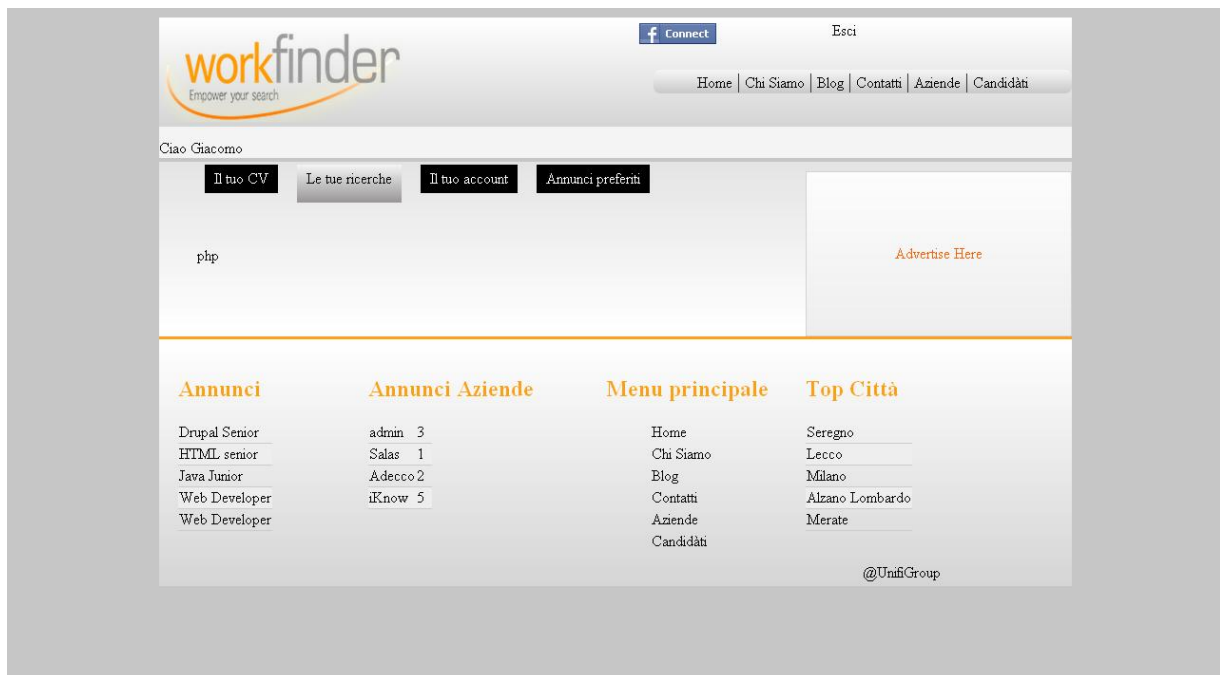 workfinder
Empower your search
f Connect
Esci
Home | Chi Siamo | Blog | Contatti | Aziende | Candidàti
Ciao Giacomo
Il tuo CV
Le tue ricerche
Il tuo account
Annunci preferiti
php
Advertise Here
Annunci
Drupal Senior
HTML senior
Java Junior
Web Developer
Web Developer
Annunci Aziende
admin 3
Salas 1
Adecco 2
iKnow 5
Menu principale
Home
Chi Siamo
Blog
Contatti
Aziende
Candidàti
Top Città
Seregno
Lecco
Milano
Alzano Lombardo
Merate
@UnifiGroup